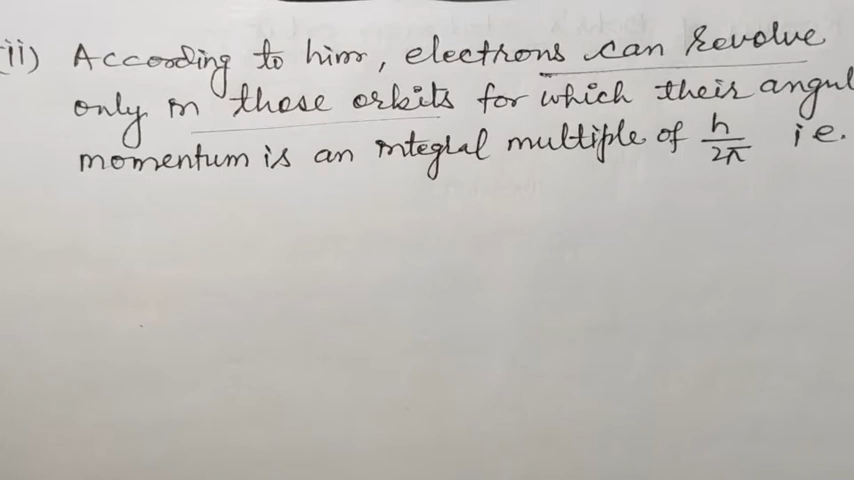 ii) According to him, electrons can revolve
only in those orbits for which their angul
momentum is an integral multiple of h/2π i e.